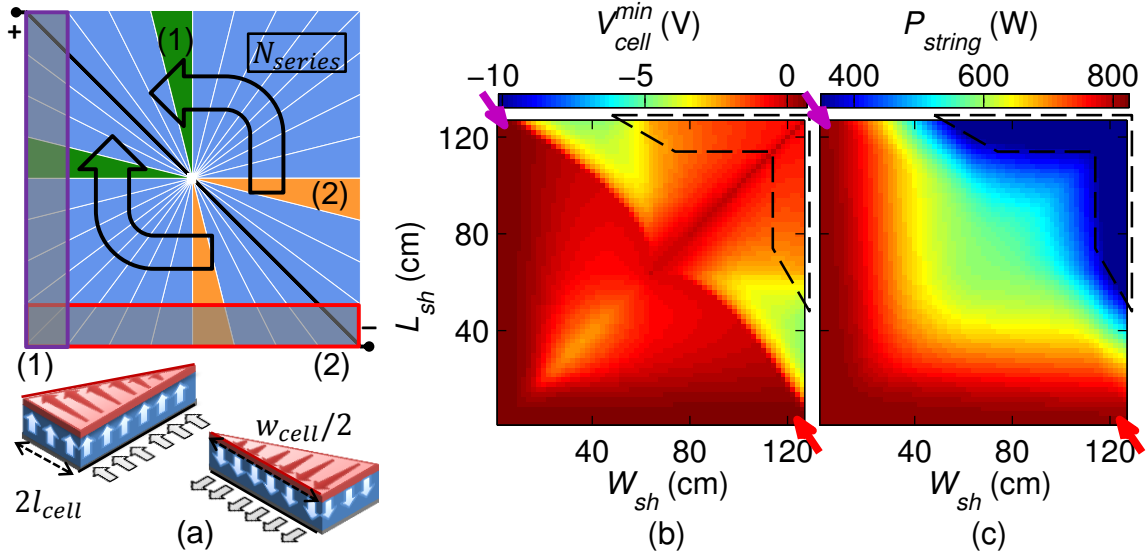 +
(1)
N_series
(2)
−
(1)
(2)
w_cell/2
2l_cell
(a)
V_cell^min (V)
−10 −5 0
120
80
40
L_sh (cm)
40 80 120
W_sh (cm)
(b)
P_string (W)
400 600 800
40 80 120
W_sh (cm)
(c)